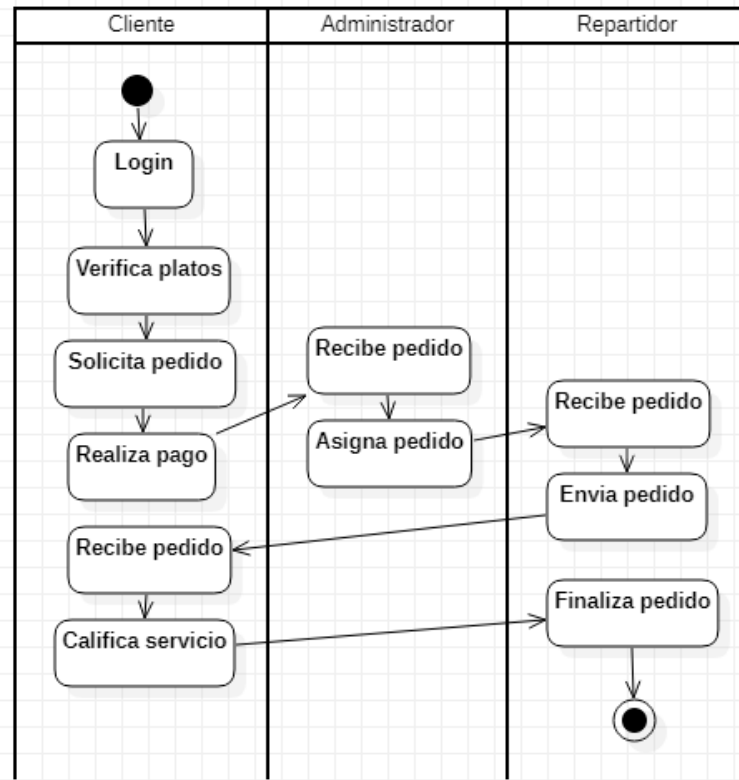 Cliente
Administrador
Repartidor
Login
Verifica platos
Solicita pedido
Realiza pago
Recibe pedido
Asigna pedido
Recibe pedido
Envia pedido
Recibe pedido
Califica servicio
Finaliza pedido